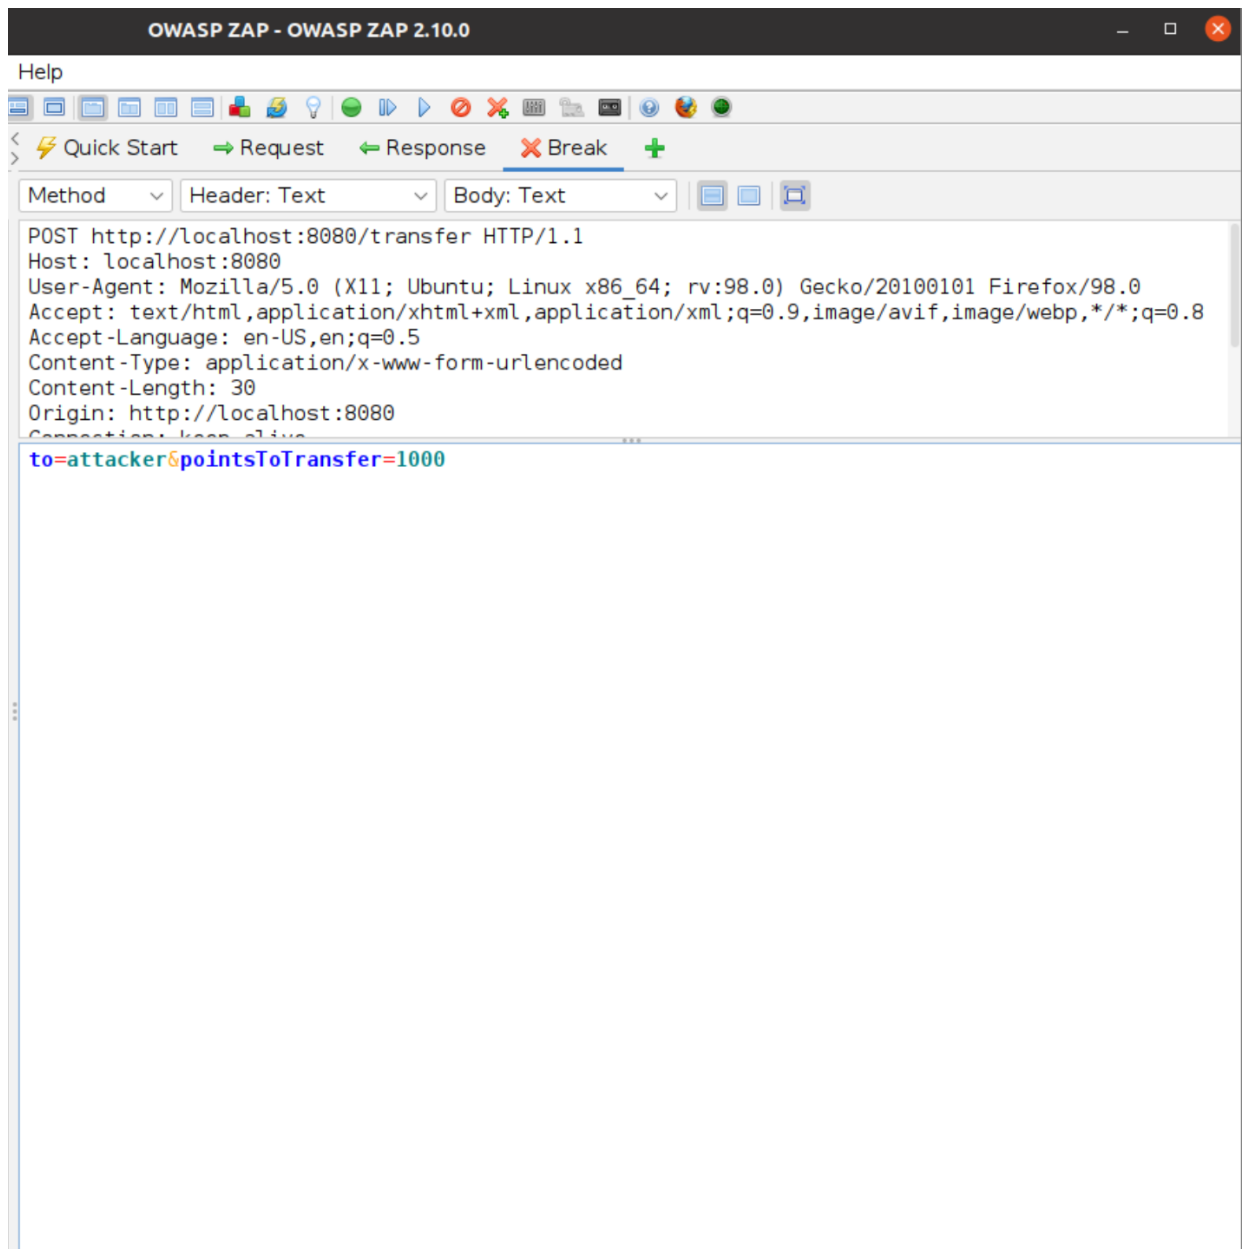 OWASP ZAP - OWASP ZAP 2.10.0
Help
Quick Start Request Response Break
Method Header: Text Body: Text
POST http://localhost:8080/transfer HTTP/1.1
Host: localhost:8080
User-Agent: Mozilla/5.0 (X11; Ubuntu; Linux x86_64; rv:98.0) Gecko/20100101 Firefox/98.0
Accept: text/html,application/xhtml+xml,application/xml;q=0.9,image/avif,image/webp,*/*;q=0.8
Accept-Language: en-US,en;q=0.5
Content-Type: application/x-www-form-urlencoded
Content-Length: 30
Origin: http://localhost:8080
Connection: keep-alive
to=attacker&pointsToTransfer=1000